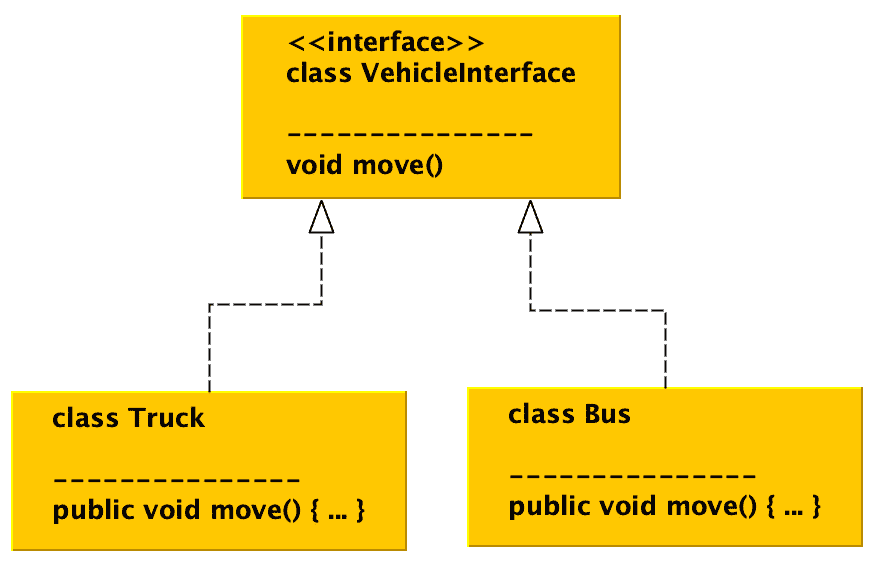 <<interface>>
class VehicleInterface
---------------
void move()
class Truck
---------------
public void move() { ... }
class Bus
---------------
public void move() { ... }